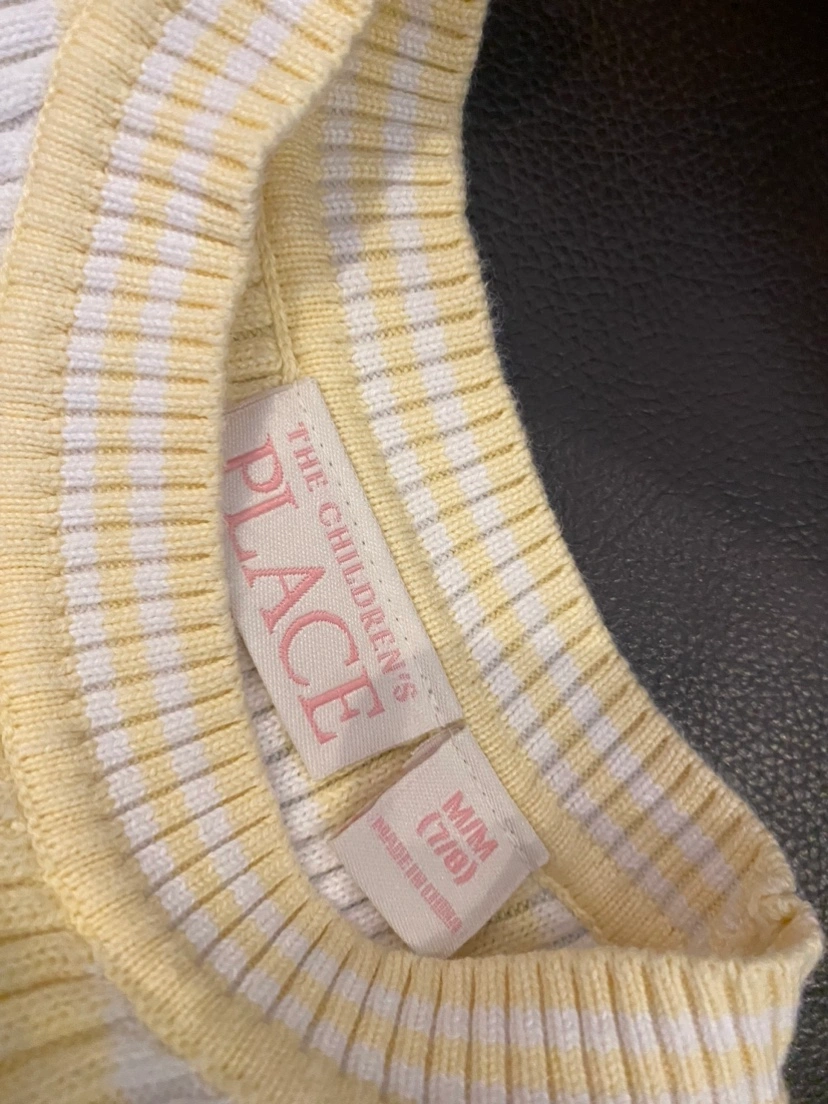 THE CHILDREN'S
PLACE
M/M
(7/8)
MADE IN CHINA